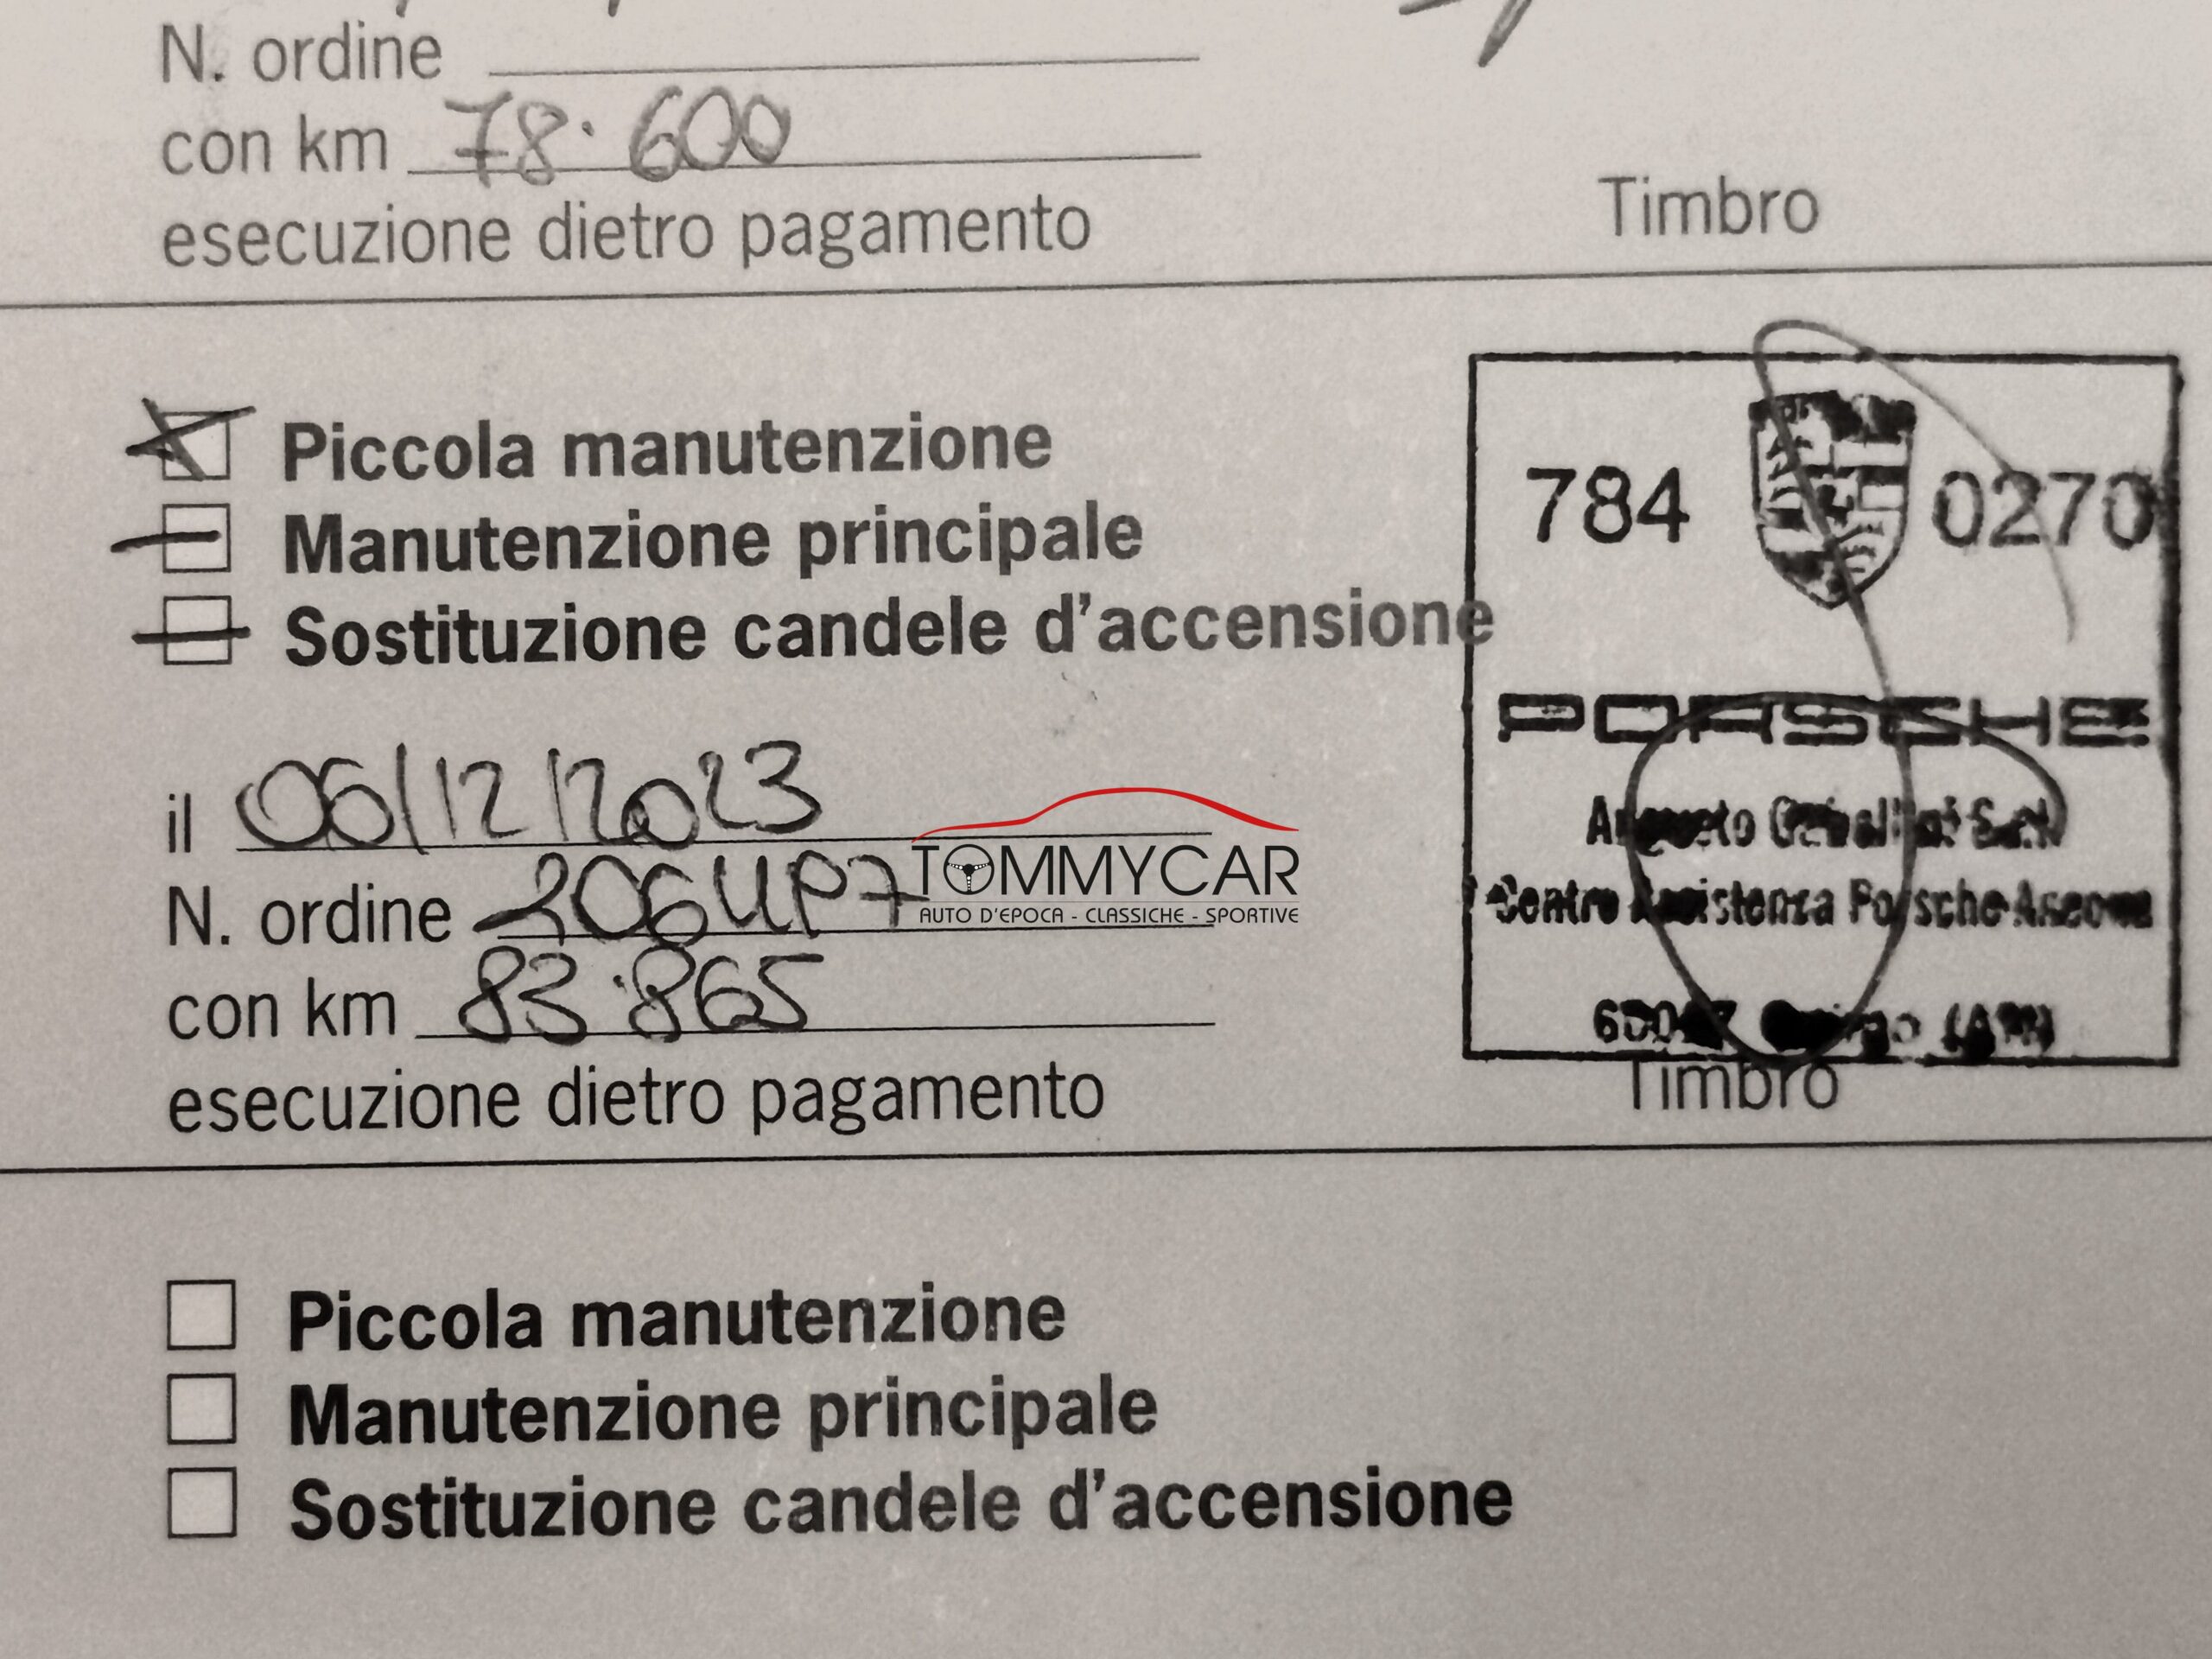 N. ordine
con km 78.600
esecuzione dietro pagamento
Timbro
Piccola manutenzione
Manutenzione principale
Sostituzione candele d'accensione
il 06/12/2023
N. ordine 206UP7
con km 83.865
esecuzione dietro pagamento
784 0270
PORSCHE
Centro Assistenza Porsche Ancona
Timbro
TOMMYCAR
AUTO D'EPOCA - CLASSICHE - SPORTIVE
Piccola manutenzione
Manutenzione principale
Sostituzione candele d'accensione